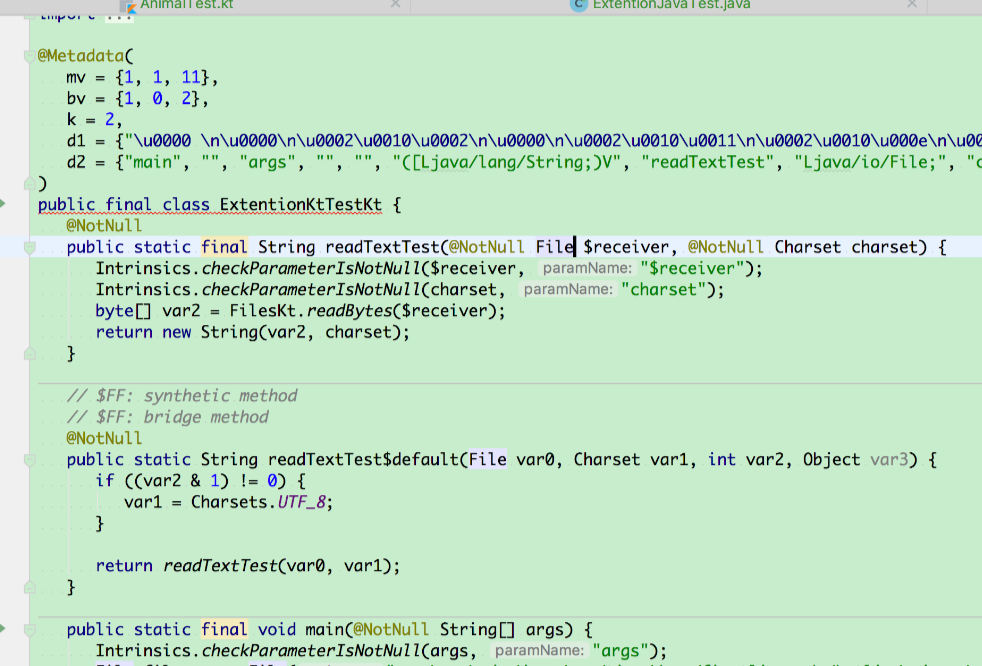 AnimalTest.kt
ExtentionJavaTest.java
import ...
@Metadata(
mv = {1, 1, 11},
bv = {1, 0, 2},
k = 2,
d1 = {"\u0000 \n\u0000\n\u0002\u0010\u0002\n\u0000\n\u0002\u0010\u0011\n\u0002\u0010\u000e\n\u00
d2 = {"main", "", "args", "", "", "([Ljava/lang/String;)V", "readTextTest", "Ljava/io/File;", "c
)
public final class ExtentionKtTestKt {
@NotNull
public static final String readTextTest(@NotNull File $receiver, @NotNull Charset charset) {
Intrinsics.checkParameterIsNotNull($receiver, paramName: "$receiver");
Intrinsics.checkParameterIsNotNull(charset, paramName: "charset");
byte[] var2 = FilesKt.readBytes($receiver);
return new String(var2, charset);
}
// $FF: synthetic method
// $FF: bridge method
@NotNull
public static String readTextTest$default(File var0, Charset var1, int var2, Object var3) {
if ((var2 & 1) != 0) {
var1 = Charsets.UTF_8;
}
return readTextTest(var0, var1);
}
public static final void main(@NotNull String[] args) {
Intrinsics.checkParameterIsNotNull(args, paramName: "args");